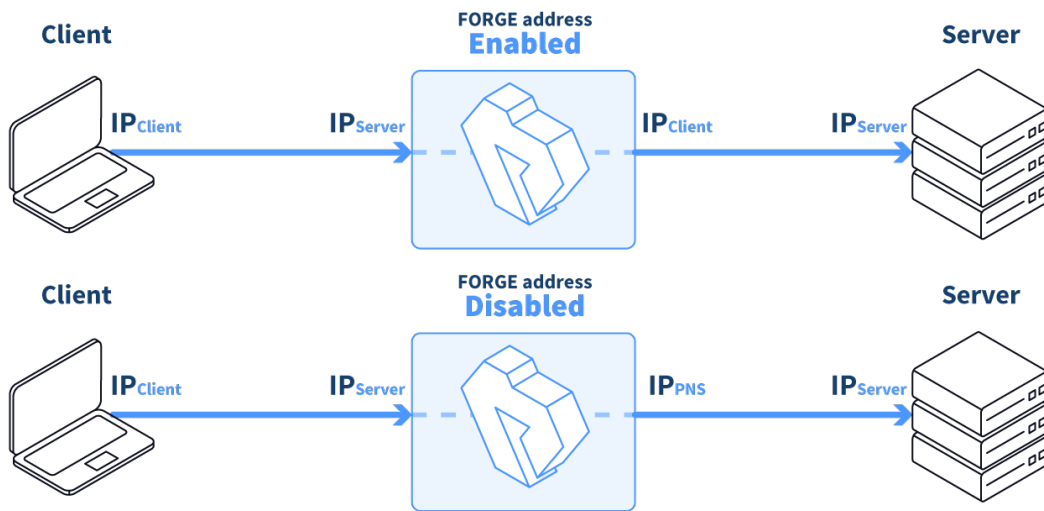 FORGE address
Client
Enabled
Server
IPClient
IPServer
IPClient
IPServer
FORGE address
Client
Disabled
Server
IPClient
IPServer
IPPNS
IPServer